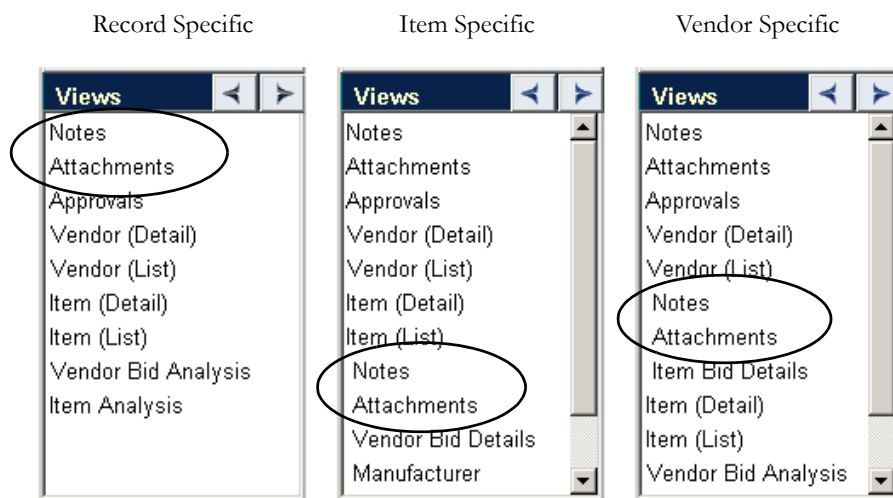 Record Specific
Item Specific
Vendor Specific
Views
Notes
Attachments
Approvals
Vendor (Detail)
Vendor (List)
Item (Detail)
Item (List)
Vendor Bid Analysis
Item Analysis
Views
Notes
Attachments
Approvals
Vendor (Detail)
Vendor (List)
Item (Detail)
Item (List)
Notes
Attachments
Vendor Bid Details
Manufacturer
Views
Notes
Attachments
Approvals
Vendor (Detail)
Vendor (List)
Notes
Attachments
Item Bid Details
Item (Detail)
Item (List)
Vendor Bid Analysis